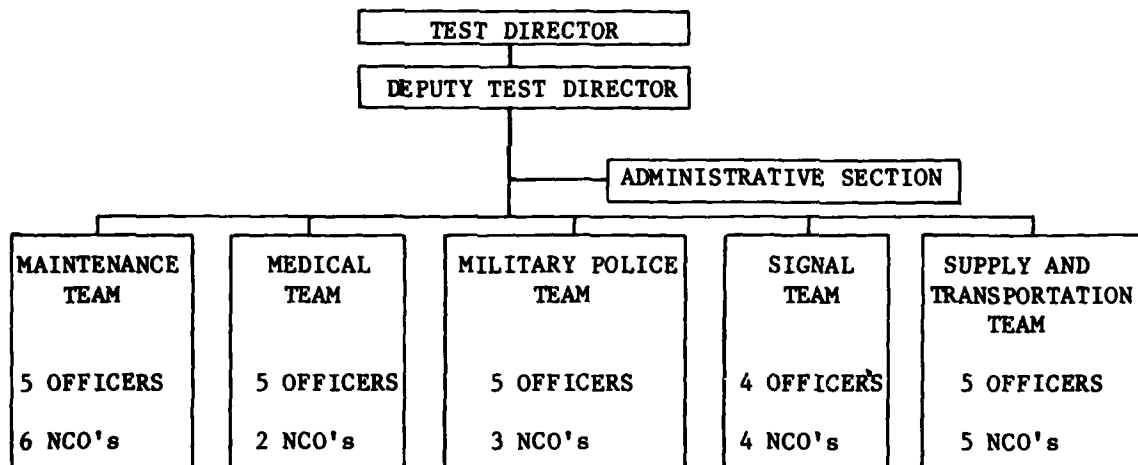 TEST DIRECTOR
DEPUTY TEST DIRECTOR
ADMINISTRATIVE SECTION
MAINTENANCE
TEAM
5 OFFICERS
6 NCO's
MEDICAL
TEAM
5 OFFICERS
2 NCO's
MILITARY POLICE
TEAM
5 OFFICERS
3 NCO's
SIGNAL
TEAM
4 OFFICERS
4 NCO's
SUPPLY AND
TRANSPORTATION
TEAM
5 OFFICERS
5 NCO's